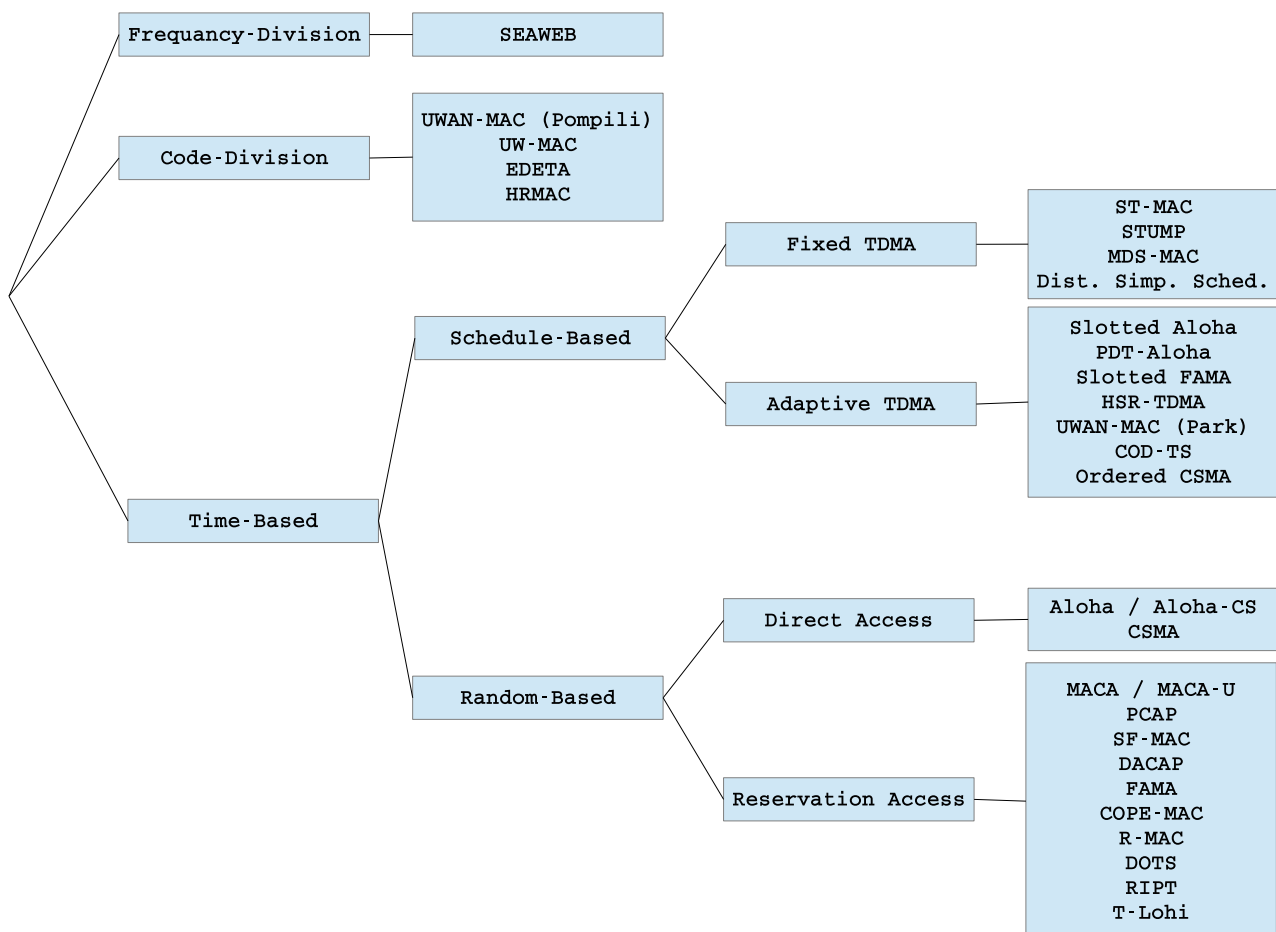 Frequancy-Division
SEAWEB
Code-Division
UWAN-MAC (Pompili)
UW-MAC
EDETA
HRMAC
Time-Based
Schedule-Based
Fixed TDMA
ST-MAC
STUMP
MDS-MAC
Dist. Simp. Sched.
Adaptive TDMA
Slotted Aloha
PDT-Aloha
Slotted FAMA
HSR-TDMA
UWAN-MAC (Park)
COD-TS
Ordered CSMA
Random-Based
Direct Access
Aloha / Aloha-CS
CSMA
Reservation Access
MACA / MACA-U
PCAP
SF-MAC
DACAP
FAMA
COPE-MAC
R-MAC
DOTS
RIPT
T-Lohi